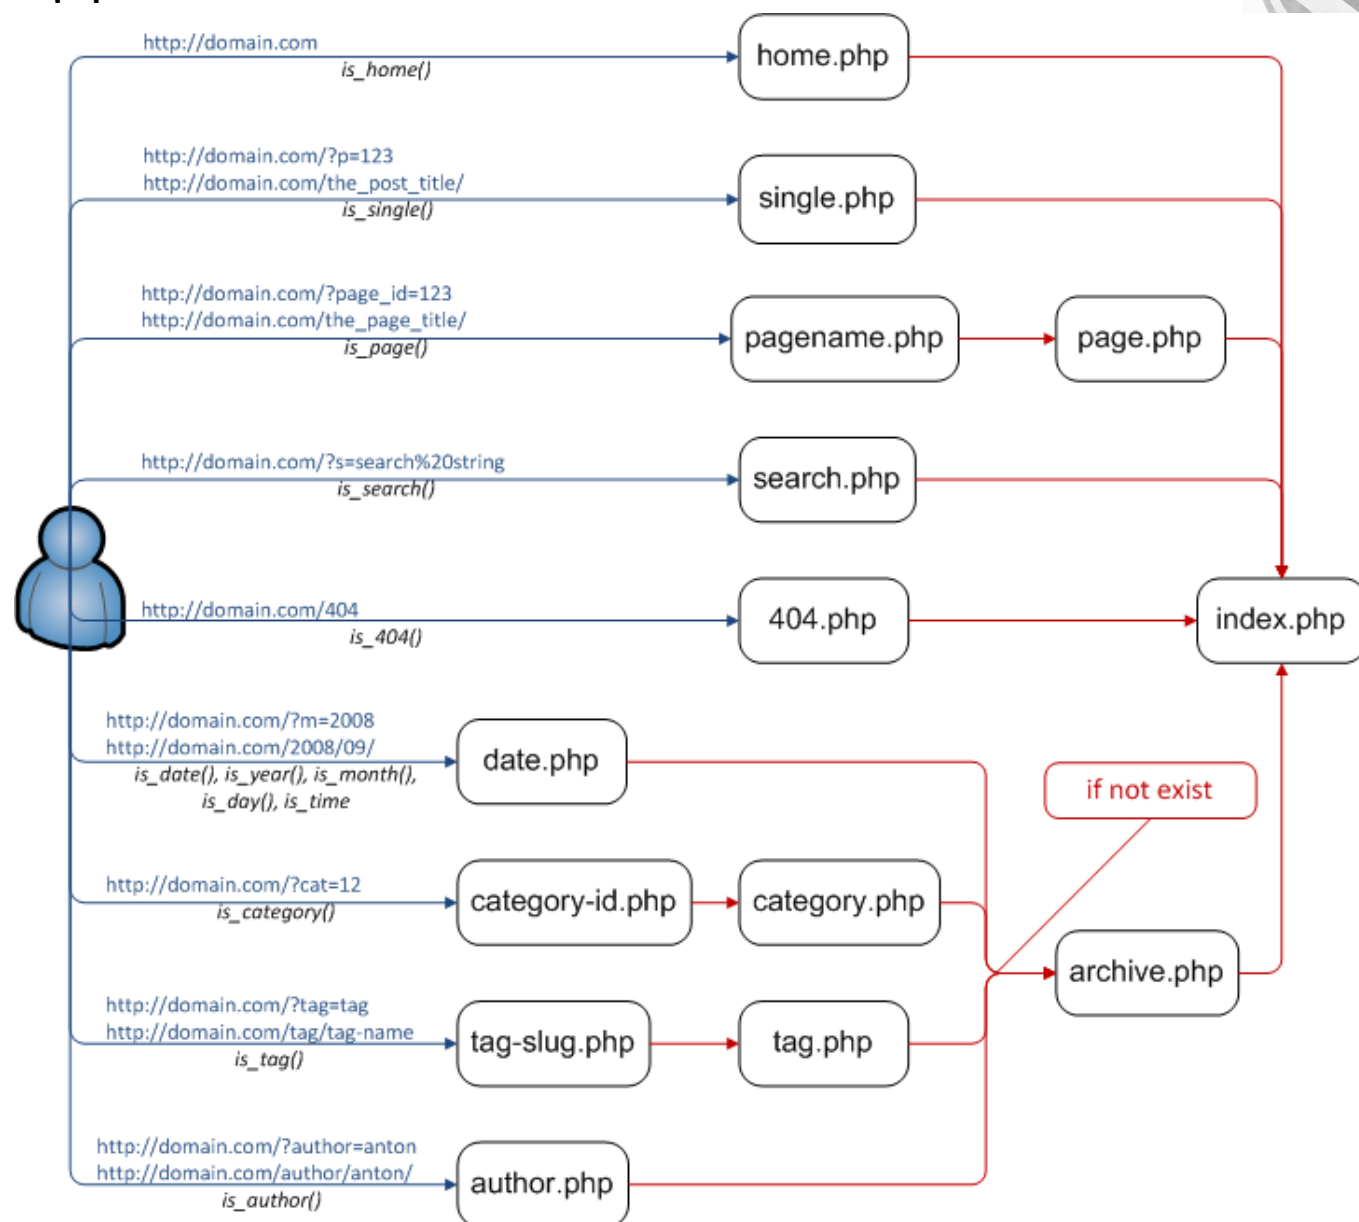 http://domain.com
is_home()
home.php
http://domain.com/?p=123
http://domain.com/the_post_title/
is_single()
single.php
http://domain.com/?page_id=123
http://domain.com/the_page_title/
is_page()
pagename.php
page.php
http://domain.com/?s=search%20string
is_search()
search.php
http://domain.com/404
is_404()
404.php
index.php
http://domain.com/?m=2008
http://domain.com/2008/09/
is_date(), is_year(), is_month(),
is_day(), is_time
date.php
if not exist
http://domain.com/?cat=12
is_category()
category-id.php
category.php
archive.php
http://domain.com/?tag=tag
http://domain.com/tag/tag-name
is_tag()
tag-slug.php
tag.php
http://domain.com/?author=anton
http://domain.com/author/anton/
is_author()
author.php